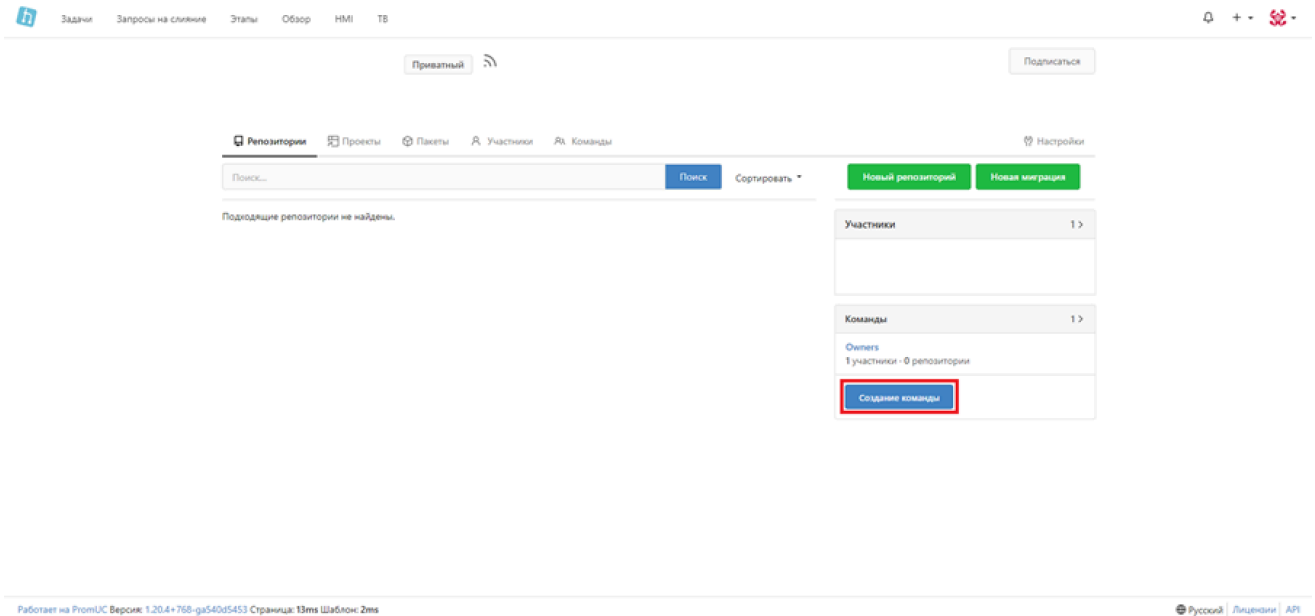 Задачи Запросы на слияние Этапы Обзор HMI ТВ
Приватный Подписаться
Репозитории Проекты Пакеты Участники Команды Настройки
Поиск... Поиск Сортировать Новый репозиторий Новая миграция
Подходящие репозитории не найдены.
Участники 1 >
Команды 1 >
Owners
1 участники · 0 репозитории
Создание команды
Работает на PromUC Версия: 1.20.4+768-ga540d5453 Страница: 13ms Шаблон: 2ms Русский Лицензии API